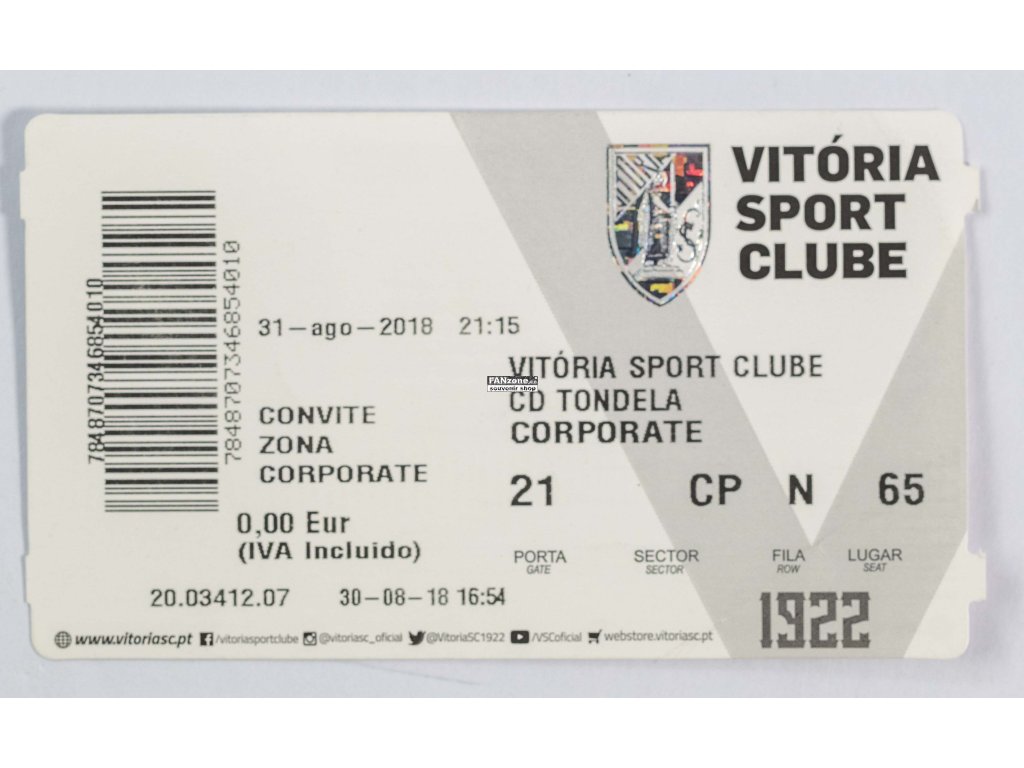 VITÓRIA
SPORT
CLUBE
7848707346854010
7848707346854010
31-ago-2018 21:15
VITÓRIA SPORT CLUBE
CD TONDELA
CORPORATE
FANzone.cz
souvenir shop
CONVITE
ZONA
CORPORATE
21 CP N 65
0,00 Eur
(IVA Incluido)
PORTA SECTOR FILA LUGAR
GATE SECTOR ROW SEAT
20.03412.07 30-08-18 16:54
1922
www.vitoriasc.pt /vitoriasportclube @vitoriasc_oficial @VitoriaSC1922 /VSCoficial webstore.vitoriasc.pt